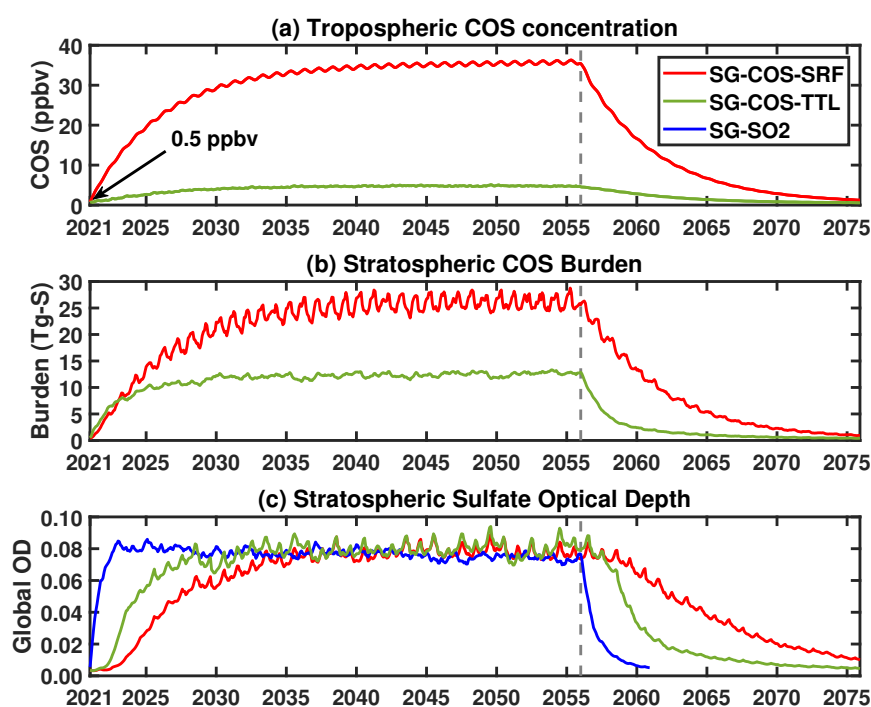 (a) Tropospheric COS concentration
COS (ppbv)
40
30
20
10
0
0.5 ppbv
SG-COS-SRF
SG-COS-TTL
SG-SO2
2021 2025 2030 2035 2040 2045 2050 2055 2060 2065 2070 2075
(b) Stratospheric COS Burden
Burden (Tg-S)
30
25
20
15
10
5
0
2021 2025 2030 2035 2040 2045 2050 2055 2060 2065 2070 2075
(c) Stratospheric Sulfate Optical Depth
Global OD
0.10
0.08
0.06
0.04
0.02
0.00
2021 2025 2030 2035 2040 2045 2050 2055 2060 2065 2070 2075